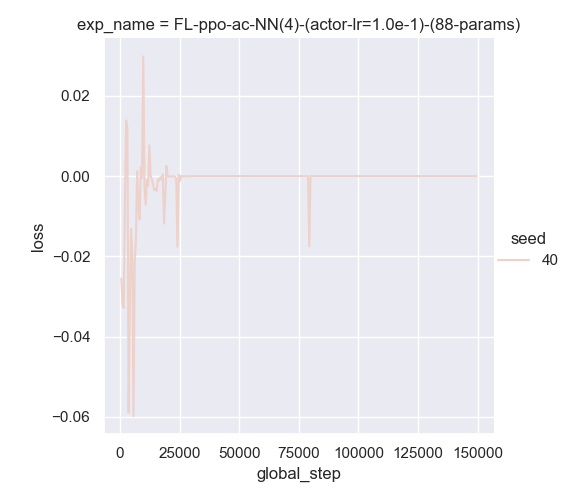 exp_name = FL-ppo-ac-NN(4)-(actor-lr=1.0e-1)-(88-params)
0.02
0.00
−0.02
−0.04
−0.06
loss
0 25000 50000 75000 100000 125000 150000
global_step
seed
40